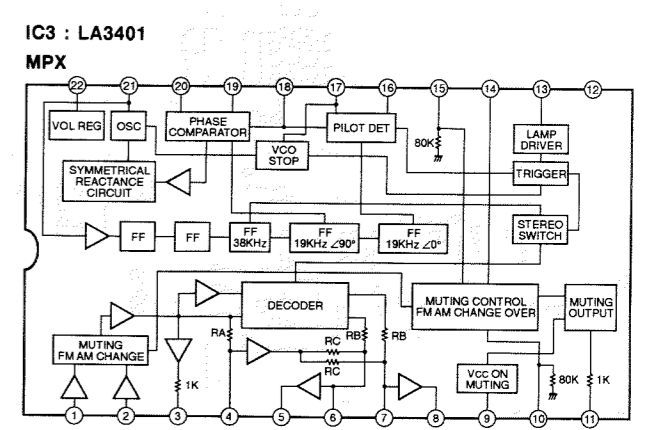 IC3 : LA3401
MPX
22 21 20 19 18 17 16 15 14 13 12
VOL REG
OSC
PHASE
COMPARATOR
PILOT DET
80K
LAMP
DRIVER
VCO
STOP
TRIGGER
SYMMETRICAL
REACTANCE
CIRCUIT
STEREO
SWITCH
FF
FF
FF
38KHz
FF
19KHz ∠90°
FF
19KHz ∠0°
DECODER
MUTING CONTROL
FM AM CHANGE OVER
MUTING
OUTPUT
MUTING
FM AM CHANGE
RA
RB
RB
RC
RC
1K
VCC ON
MUTING
80K
1K
1 2 3 4 5 6 7 8 9 10 11